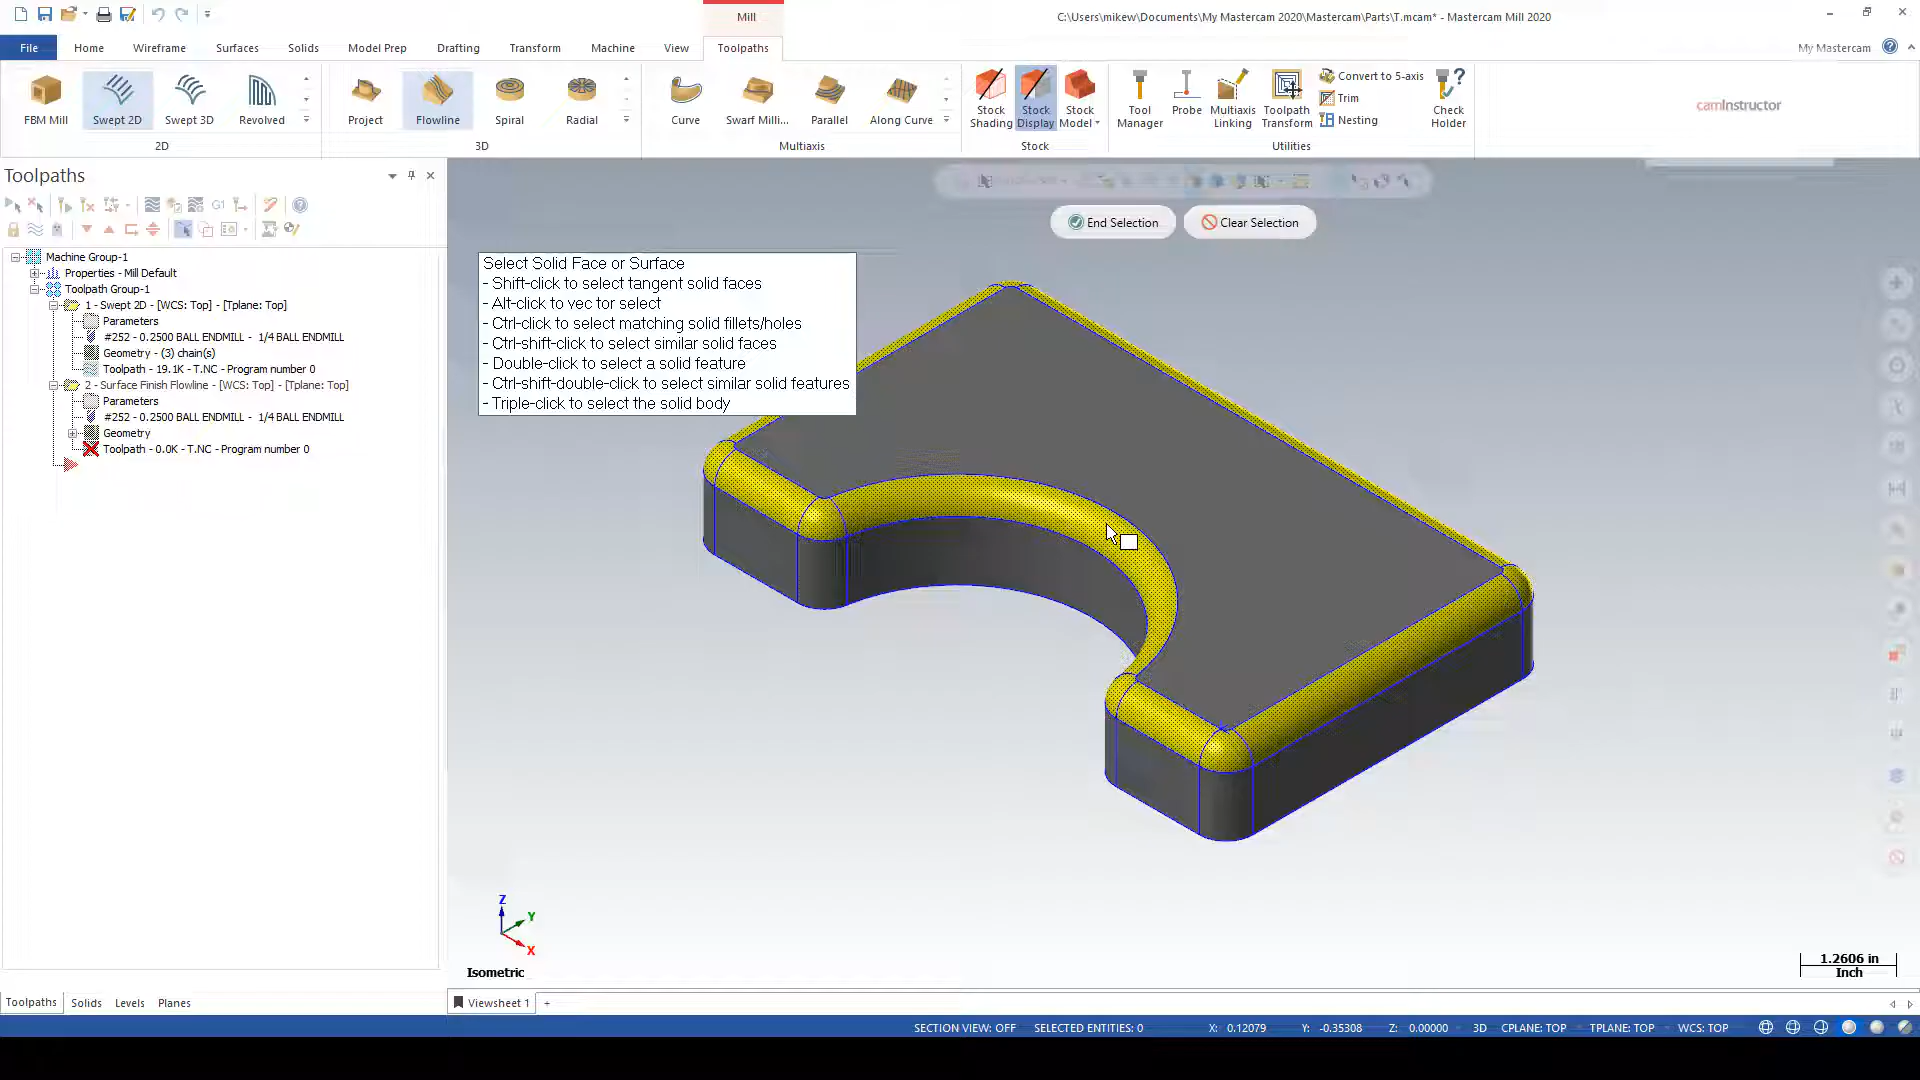 Mill
C:\Users\mikew\Documents\My Mastercam 2020\Mastercam\Parts\T.mcam* - Mastercam Mill 2020
File
Home
Wireframe
Surfaces
Solids
Model Prep
Drafting
Transform
Machine
View
Toolpaths
My Mastercam
FBM Mill
Swept 2D
Swept 3D
Revolved
Project
Flowline
Spiral
Radial
Curve
Swarf Milli...
Parallel
Along Curve
Stock Shading
Stock Display
Stock Model
Tool Manager
Probe
Multiaxis Linking
Toolpath Transform
Convert to 5-axis
Trim
Nesting
Check Holder
camInstructor
2D
3D
Multiaxis
Stock
Utilities
Toolpaths
G1
End Selection
Clear Selection
Machine Group-1
Properties - Mill Default
Toolpath Group-1
1 - Swept 2D - [WCS: Top] - [Tplane: Top]
Parameters
#252 - 0.2500 BALL ENDMILL - 1/4 BALL ENDMILL
Geometry - (3) chain(s)
Toolpath - 19.1K - T.NC - Program number 0
2 - Surface Finish Flowline - [WCS: Top] - [Tplane: Top]
Parameters
#252 - 0.2500 BALL ENDMILL - 1/4 BALL ENDMILL
Geometry
Toolpath - 0.0K - T.NC - Program number 0
Select Solid Face or Surface
- Shift-click to select tangent solid faces
- Alt-click to vec tor select
- Ctrl-click to select matching solid fillets/holes
- Ctrl-shift-click to select similar solid faces
- Double-click to select a solid feature
- Ctrl-shift-double-click to select similar solid features
- Triple-click to select the solid body
Z
Y
X
Isometric
1.2606 in
Inch
Toolpaths
Solids
Levels
Planes
Viewsheet 1
+
SECTION VIEW: OFF
SELECTED ENTITIES: 0
X: 0.12079
Y: -0.35308
Z: 0.00000
3D
CPLANE: TOP
TPLANE: TOP
WCS: TOP